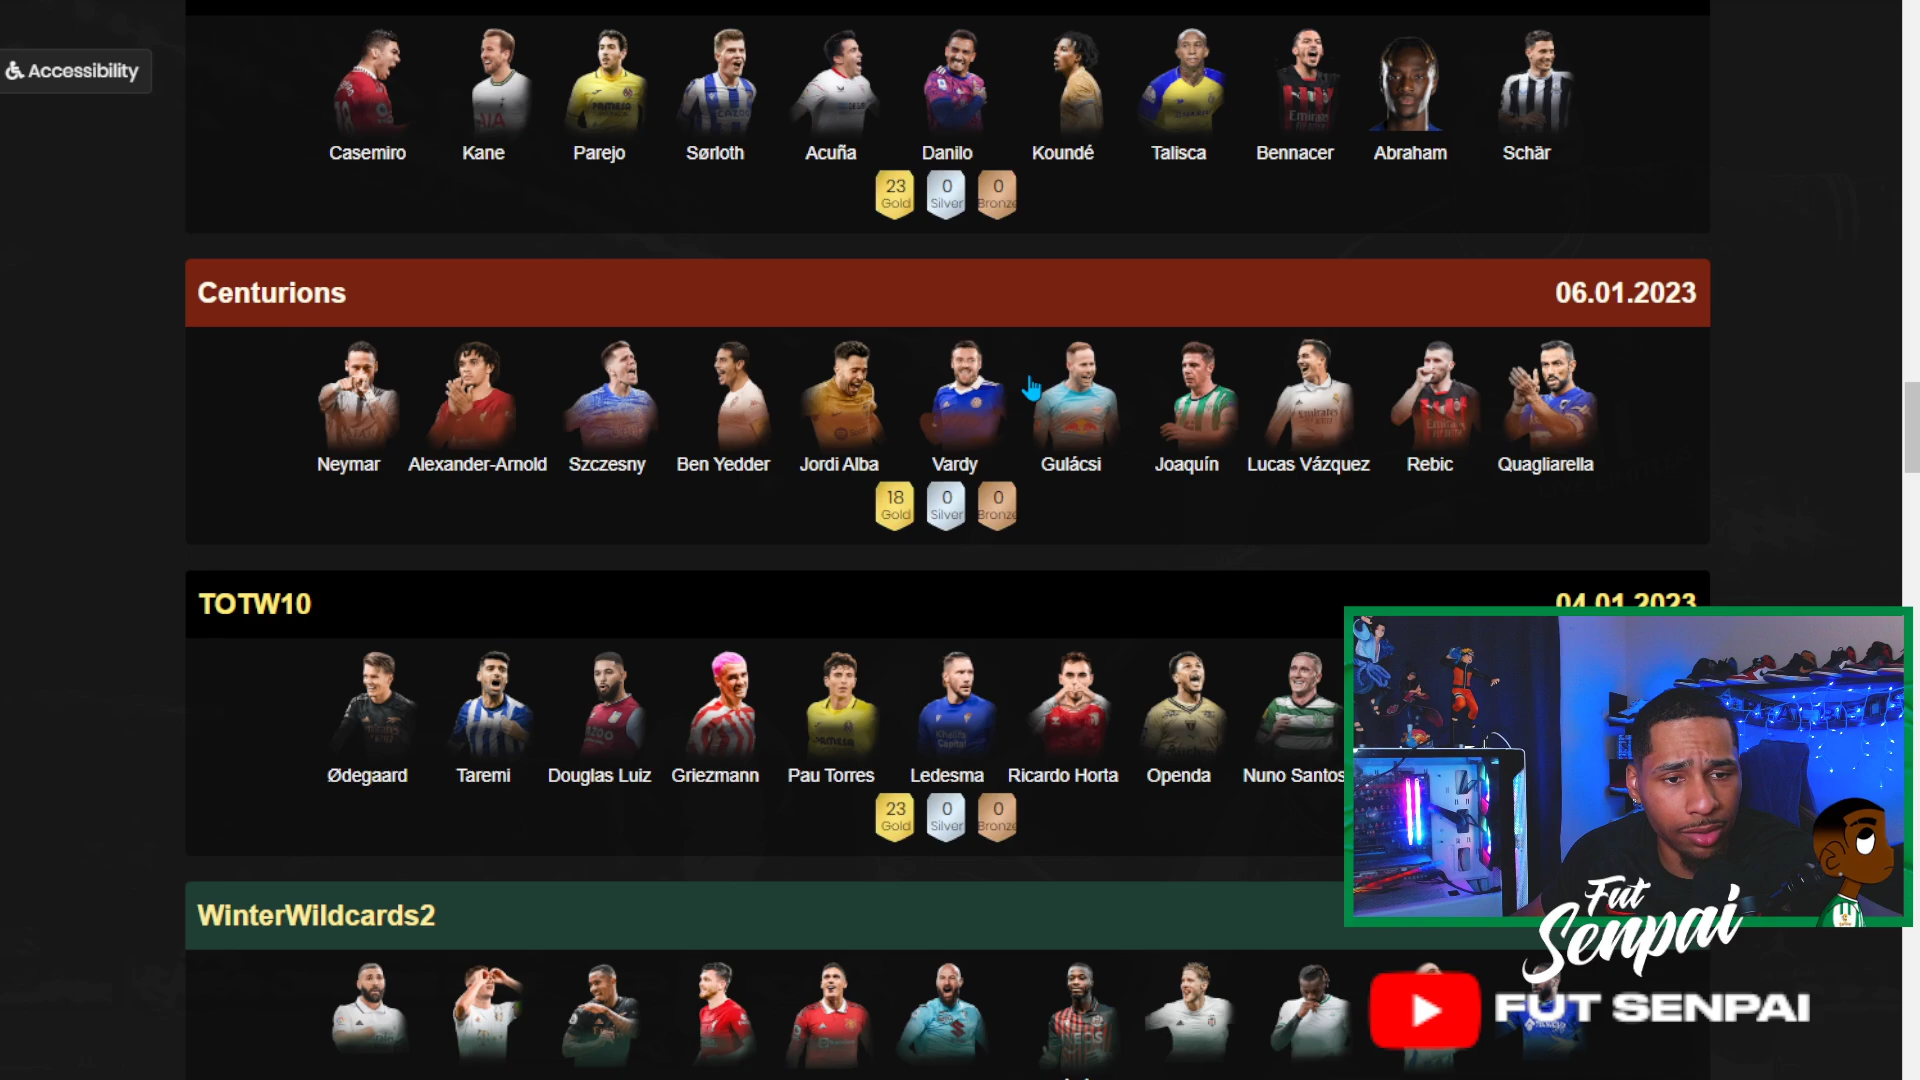 Accessibility
Casemiro Kane Parejo Sørloth Acuña Danilo Koundé Talisca Bennacer Abraham Schär
23 0 0
Gold Silver Bronze
Centurions 06.01.2023
Neymar Alexander-Arnold Szczesny Ben Yedder Jordi Alba Vardy Gulácsi Joaquín Lucas Vázquez Rebic Quagliarella
18 0 0
Gold Silver Bronze
TOTW10 04.01.2023
Ødegaard Taremi Douglas Luiz Griezmann Pau Torres Ledesma Ricardo Horta Openda Nuno Santos
23 0 0
Gold Silver Bronze
WinterWildcards2
Fut
Senpai
FUT SENPAI